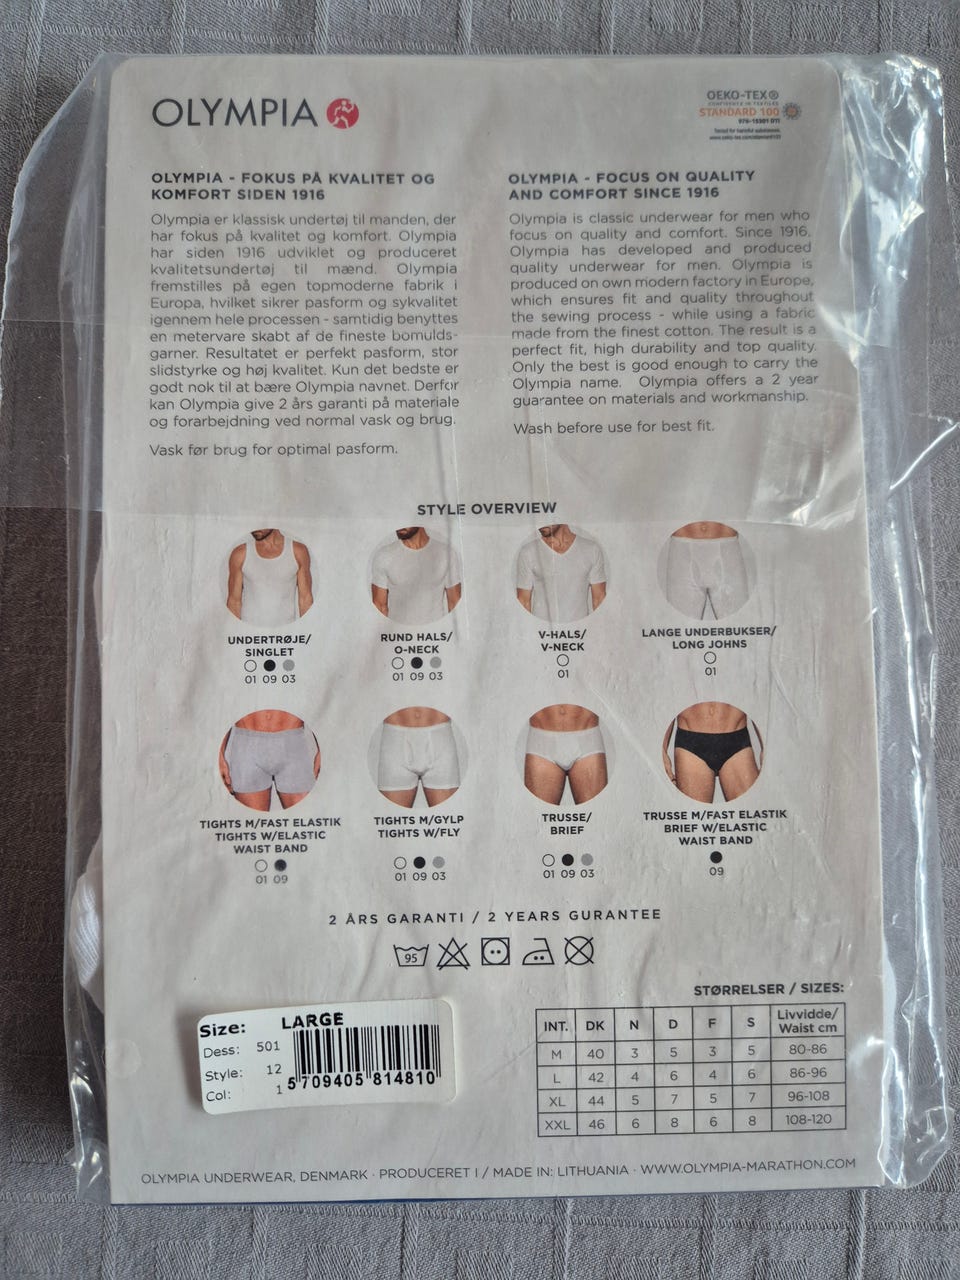 OLYMPIA
OEKO-TEX®
CONFIDENCE IN TEXTILES
STANDARD 100
Tested for harmful substances.
www.oeko-tex.com/standard100
OLYMPIA - FOKUS PÅ KVALITET OG
KOMFORT SIDEN 1916
Olympia er klassisk undertøj til manden, der
har fokus på kvalitet og komfort. Olympia
har siden 1916 udviklet og produceret
kvalitetsundertøj til mænd. Olympia
fremstilles på egen topmoderne fabrik i
Europa, hvilket sikrer pasform og sykvalitet
igennem hele processen - samtidig benyttes
en metervare skabt af de fineste bomulds-
garner. Resultatet er perfekt pasform, stor
slidstyrke og høj kvalitet. Kun det bedste er
godt nok til at bære Olympia navnet. Derfor
kan Olympia give 2 års garanti på materiale
og forarbejdning ved normal vask og brug.
Vask før brug for optimal pasform.
OLYMPIA - FOCUS ON QUALITY
AND COMFORT SINCE 1916
Olympia is classic underwear for men who
focus on quality and comfort. Since 1916,
Olympia has developed and produced
quality underwear for men. Olympia is
produced on own modern factory in Europe,
which ensures fit and quality throughout
the sewing process - while using a fabric
made from the finest cotton. The result is a
perfect fit, high durability and top quality.
Only the best is good enough to carry the
Olympia name. Olympia offers a 2 year
guarantee on materials and workmanship.
Wash before use for best fit.
STYLE OVERVIEW
UNDERTRØJE/
SINGLET
01 09 03
RUND HALS/
O-NECK
01 09 03
V-HALS/
V-NECK
01
LANGE UNDERBUKSER/
LONG JOHNS
01
TIGHTS M/FAST ELASTIK
TIGHTS W/ELASTIC
WAIST BAND
01 09
TIGHTS M/GYLP
TIGHTS W/FLY
01 09 03
TRUSSE/
BRIEF
01 09 03
TRUSSE M/FAST ELASTIK
BRIEF W/ELASTIC
WAIST BAND
09
2 ÅRS GARANTI / 2 YEARS GURANTEE
95
Size: LARGE
Dess: 501
Style: 12
Col: 1
5 709405 814810
STØRRELSER / SIZES:
INT. DK N D F S Livvidde/
Waist cm
M 40 3 5 3 5 80-86
L 42 4 6 4 6 86-96
XL 44 5 7 5 7 96-108
XXL 46 6 8 6 8 108-120
OLYMPIA UNDERWEAR, DENMARK · PRODUCERET I / MADE IN: LITHUANIA · WWW.OLYMPIA-MARATHON.COM